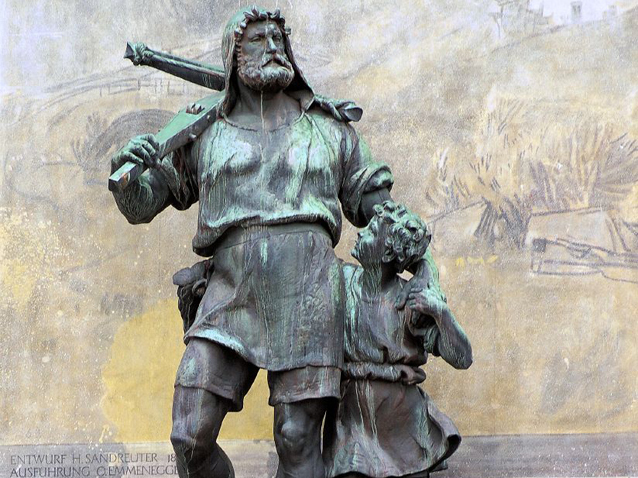 ENTWURF H. SANDREUTER 18
AUSFUHRUNG O. EMMENEGG